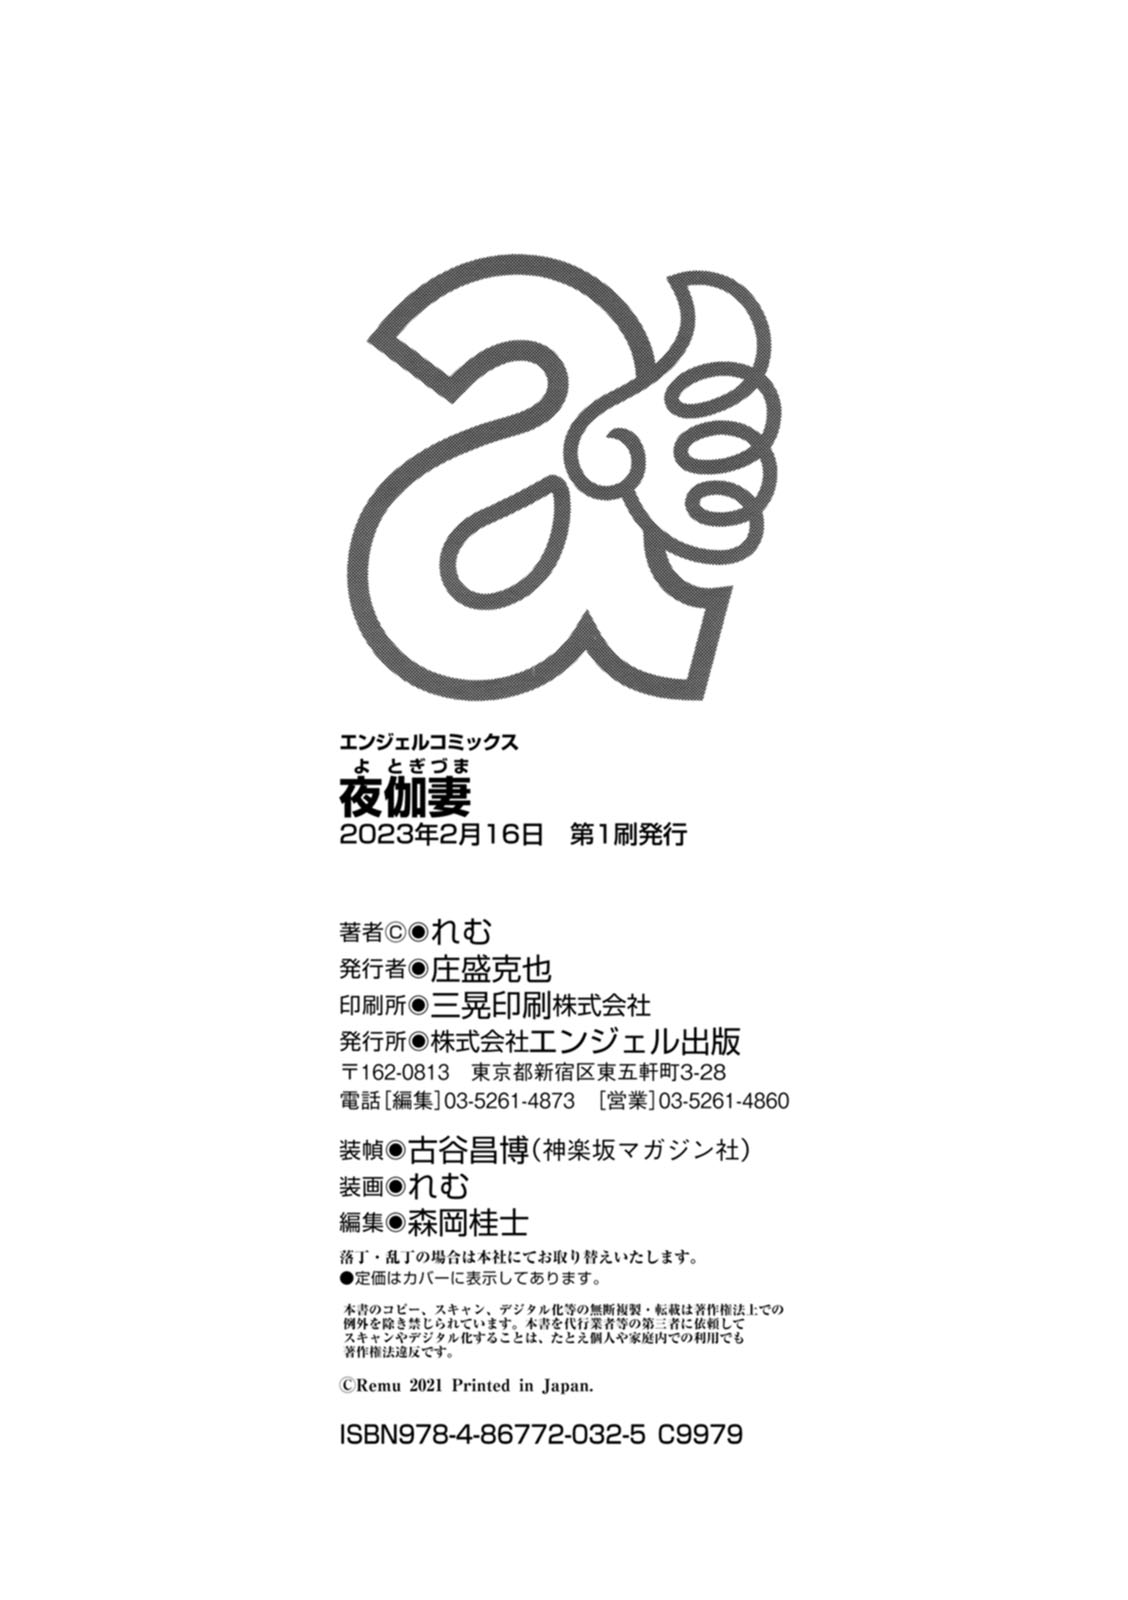 エンジェルコミックス
よとぎづま
夜伽妻
2023年2月16日　第1刷発行
著者©◉れむ
発行者◉庄盛克也
印刷所◉三晃印刷株式会社
発行所◉株式会社エンジェル出版
〒162-0813　東京都新宿区東五軒町3-28
電話[編集]03-5261-4873　[営業]03-5261-4860
装幀◉古谷昌博(神楽坂マガジン社)
装画◉れむ
編集◉森岡桂士
落丁・乱丁の場合は本社にてお取り替えいたします。
●定価はカバーに表示してあります。
本書のコピー、スキャン、デジタル化等の無断複製・転載は著作権法上での
例外を除き禁じられています。本書を代行業者等の第三者に依頼して
スキャンやデジタル化することは、たとえ個人や家庭内での利用でも
著作権法違反です。
©Remu 2021 Printed in Japan.
ISBN978-4-86772-032-5 C9979